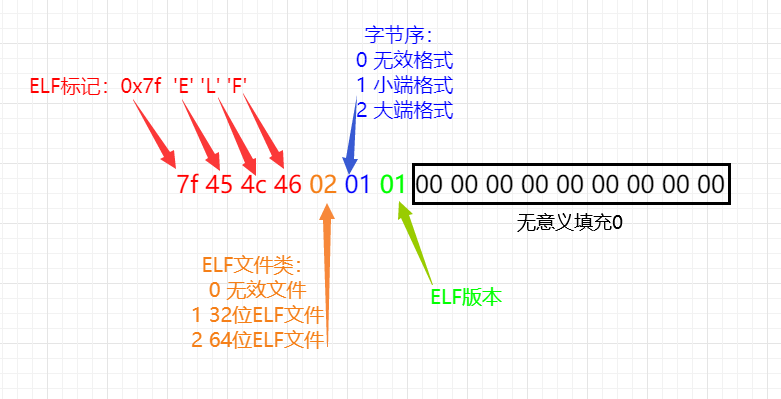 字节序：
0 无效格式
1 小端格式
2 大端格式
ELF标记：0x7f 'E' 'L' 'F'
7f 45 4c 46 02 01 01 00 00 00 00 00 00 00 00 00
无意义填充0
ELF文件类：
0 无效文件
1 32位ELF文件
2 64位ELF文件
ELF版本